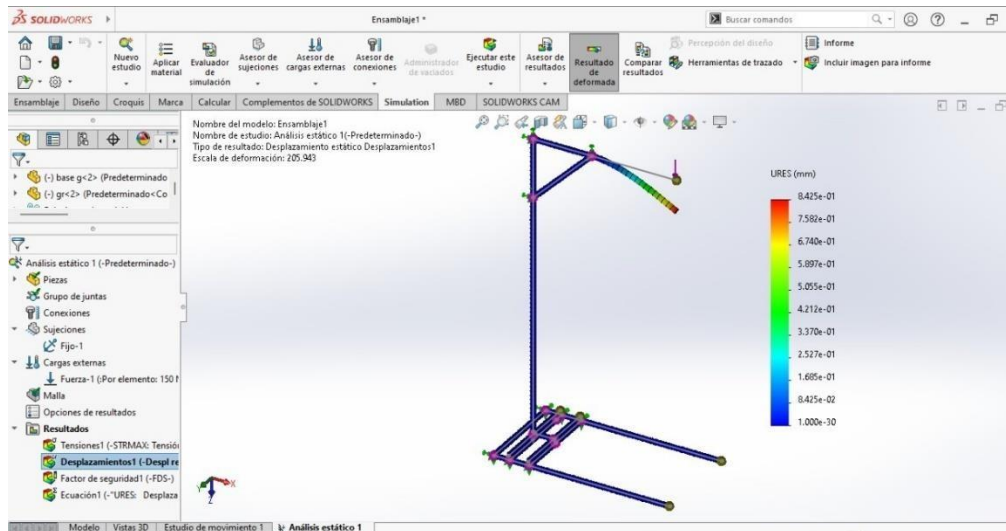 SOLIDWORKS
Ensamblaje1 *
Buscar comandos
Nuevo estudio
Aplicar material
Evaluador de simulación
Asesor de sujeciones
Asesor de cargas externas
Asesor de conexiones
Administrador de vaciados
Ejecutar este estudio
Asesor de resultados
Resultado de deformada
Comparar resultados
Percepción del diseño
Herramientas de trazado
Informe
Incluir imagen para informe
Ensamblaje Diseño Croquis Marca Calcular Complementos de SOLIDWORKS Simulation MBD SOLIDWORKS CAM
Nombre del modelo: Ensamblaje1
Nombre de estudio: Análisis estático 1(-Predeterminado-)
Tipo de resultado: Desplazamiento estático Desplazamientos1
Escala de deformación: 205.943
(-) base g<2> (Predeterminado
(-) gr<2> (Predeterminado<Co
Análisis estático 1 (-Predeterminado-)
Piezas
Grupo de juntas
Conexiones
Sujeciones
Fijo-1
Cargas externas
Fuerza-1 (:Por elemento: 150 N
Malla
Opciones de resultados
Resultados
Tensiones1 (-STRMAX: Tensión
Desplazamientos1 (-Despl re
Factor de seguridad1 (-FDS-)
Ecuación1 (-"URES: Desplaza
URES (mm)
8.425e-01
7.582e-01
6.740e-01
5.897e-01
5.055e-01
4.212e-01
3.370e-01
2.527e-01
1.685e-01
8.425e-02
1.000e-30
Y X
Z
Modelo Vistas 3D Estudio de movimiento 1 Análisis estático 1